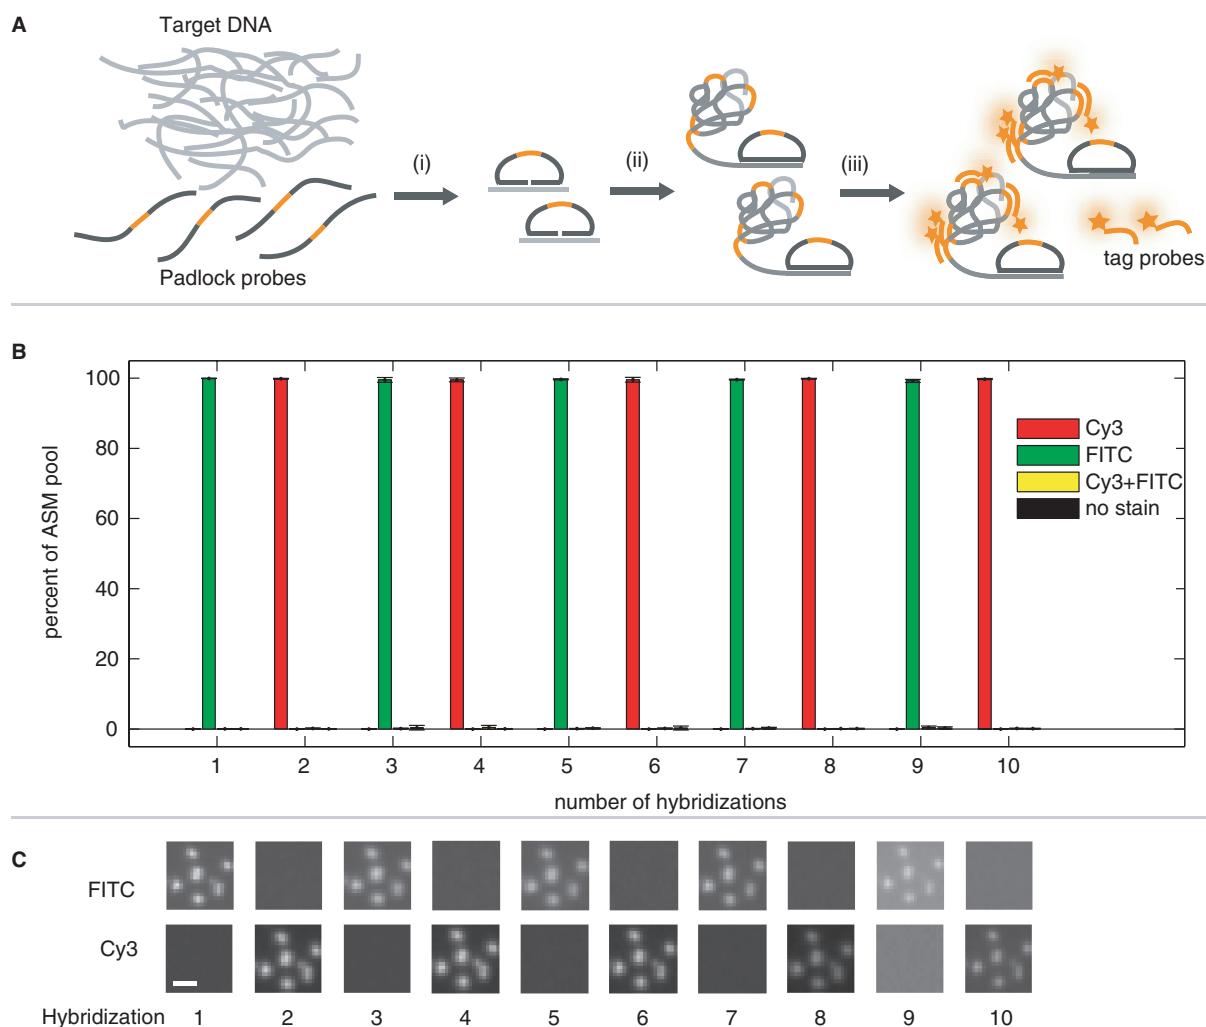 A
Target DNA
(i)
(ii)
(iii)
Padlock probes
tag probes
B
100
80
60
40
20
0
percent of ASM pool
Cy3
FITC
Cy3+FITC
no stain
1 2 3 4 5 6 7 8 9 10
number of hybridizations
C
FITC
Cy3
Hybridization 1 2 3 4 5 6 7 8 9 10